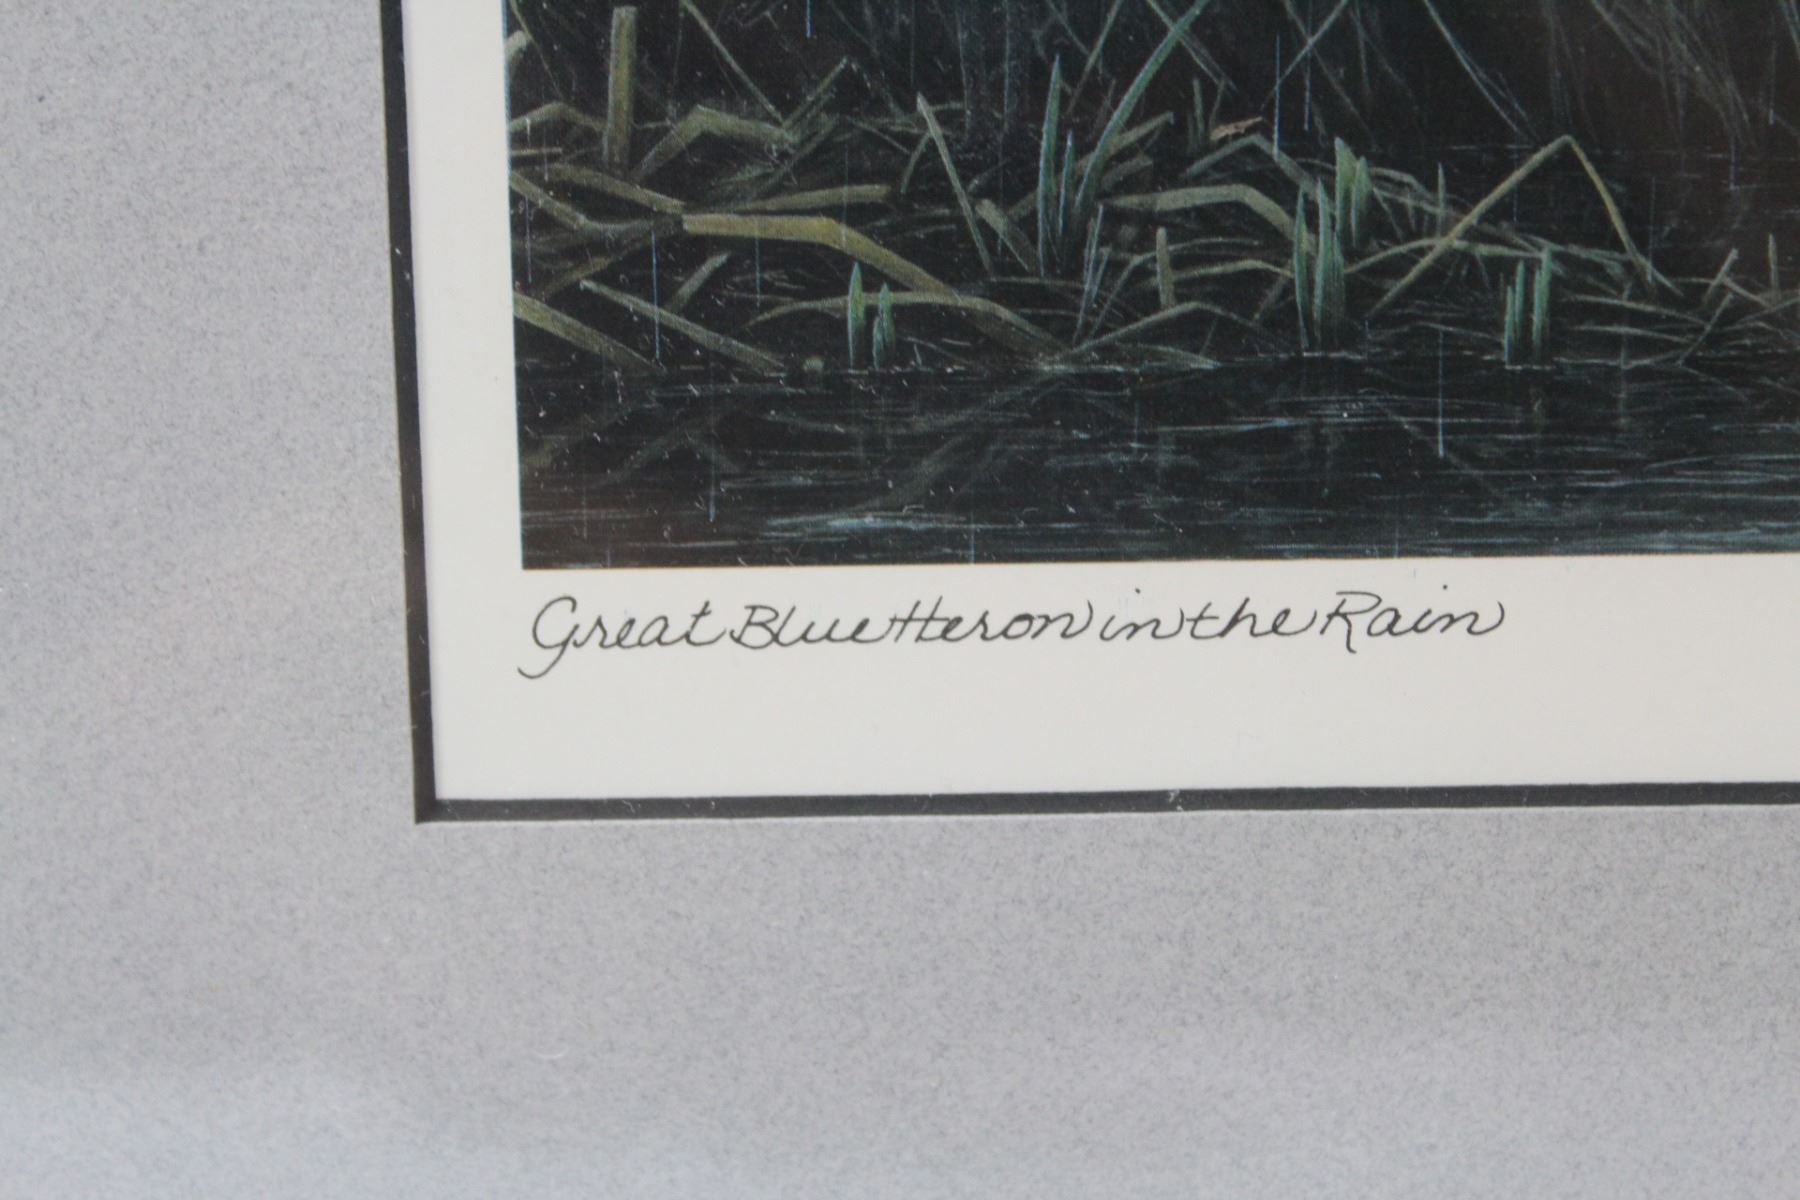 Great Blue Heron in the Rain